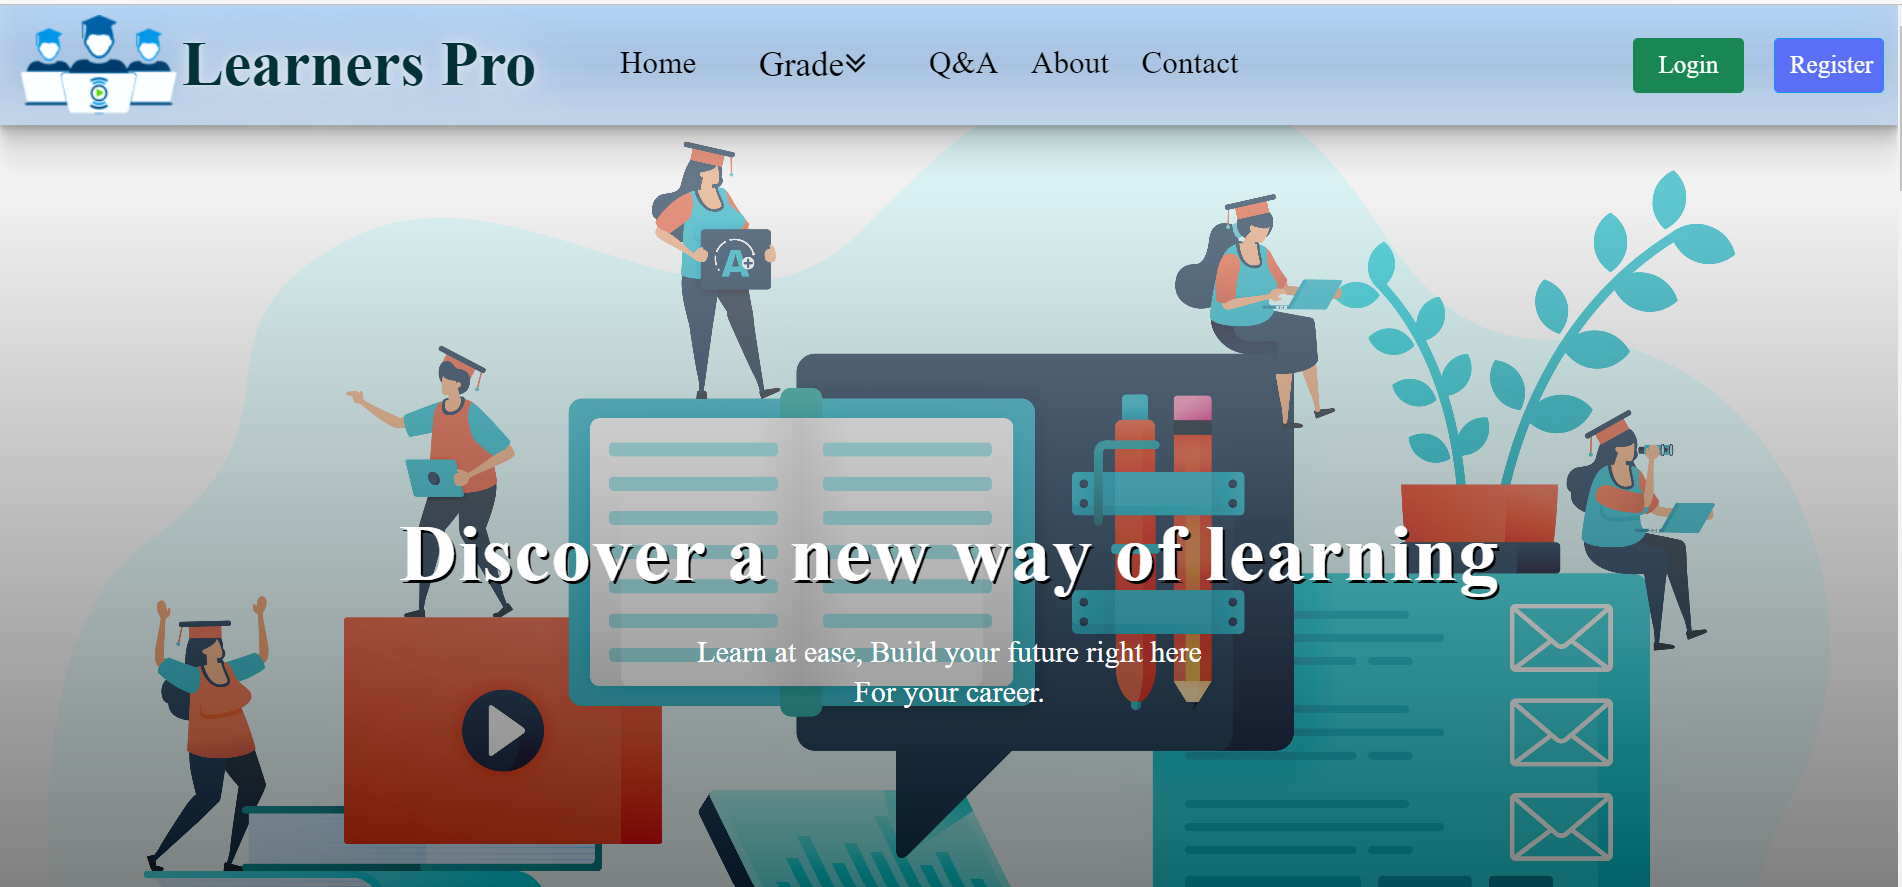 Learners Pro
Home Grade Q&A About Contact
Login Register
A+
Discover a new way of learning
Learn at ease, Build your future right here
For your career.